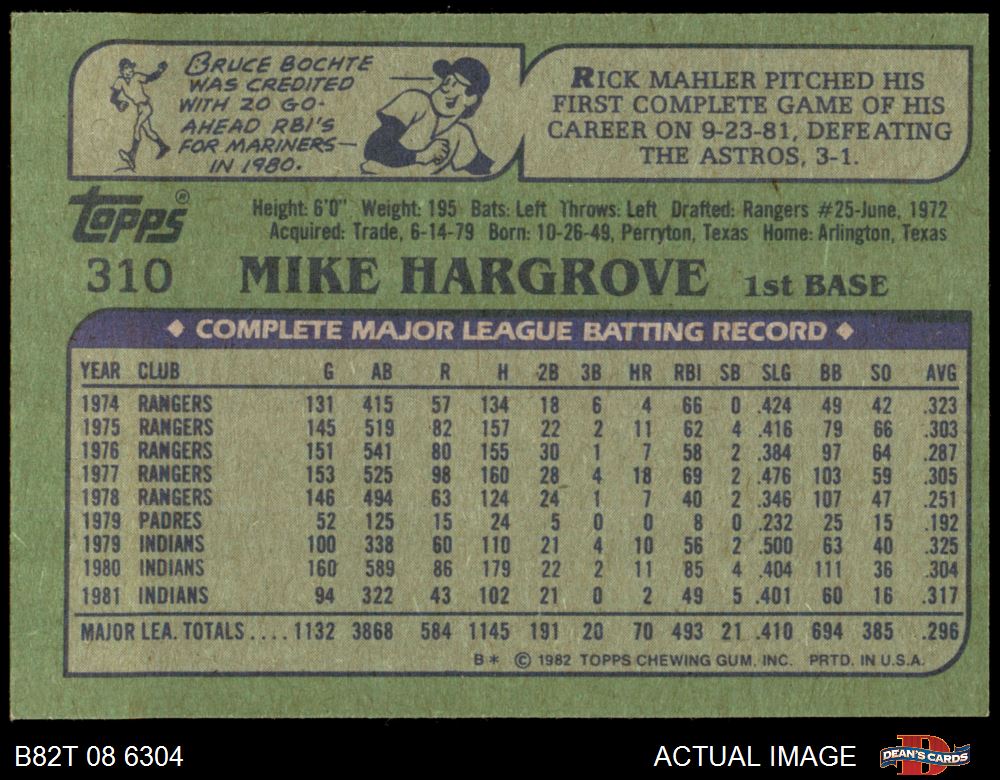 BRUCE BOCHTE
WAS CREDITED
WITH 20 GO-
AHEAD RBI'S
FOR MARINERS—
IN 1980.
RICK MAHLER PITCHED HIS
FIRST COMPLETE GAME OF HIS
CAREER ON 9-23-81, DEFEATING
THE ASTROS, 3-1.
Topps®
Height: 6'0" Weight: 195 Bats: Left Throws: Left Drafted: Rangers #25-June, 1972
Acquired: Trade, 6-14-79 Born: 10-26-49, Perryton, Texas Home: Arlington, Texas
310 MIKE HARGROVE 1st BASE
◆ COMPLETE MAJOR LEAGUE BATTING RECORD ◆
YEAR CLUB G AB R H 2B 3B HR RBI SB SLG BB SO AVG
1974 RANGERS 131 415 57 134 18 6 4 66 0 .424 49 42 .323
1975 RANGERS 145 519 82 157 22 2 11 62 4 .416 79 66 .303
1976 RANGERS 151 541 80 155 30 1 7 58 2 .384 97 64 .287
1977 RANGERS 153 525 98 160 28 4 18 69 2 .476 103 59 .305
1978 RANGERS 146 494 63 124 24 1 7 40 2 .346 107 47 .251
1979 PADRES 52 125 15 24 5 0 0 8 0 .232 25 15 .192
1979 INDIANS 100 338 60 110 21 4 10 56 2 .500 63 40 .325
1980 INDIANS 160 589 86 179 22 2 11 85 4 .404 111 36 .304
1981 INDIANS 94 322 43 102 21 0 2 49 5 .401 60 16 .317
MAJOR LEA. TOTALS .... 1132 3868 584 1145 191 20 70 493 21 .410 694 385 .296
B* © 1982 TOPPS CHEWING GUM, INC. PRTD. IN U.S.A.
B82T 08 6304
ACTUAL IMAGE
DEAN'S CARDS